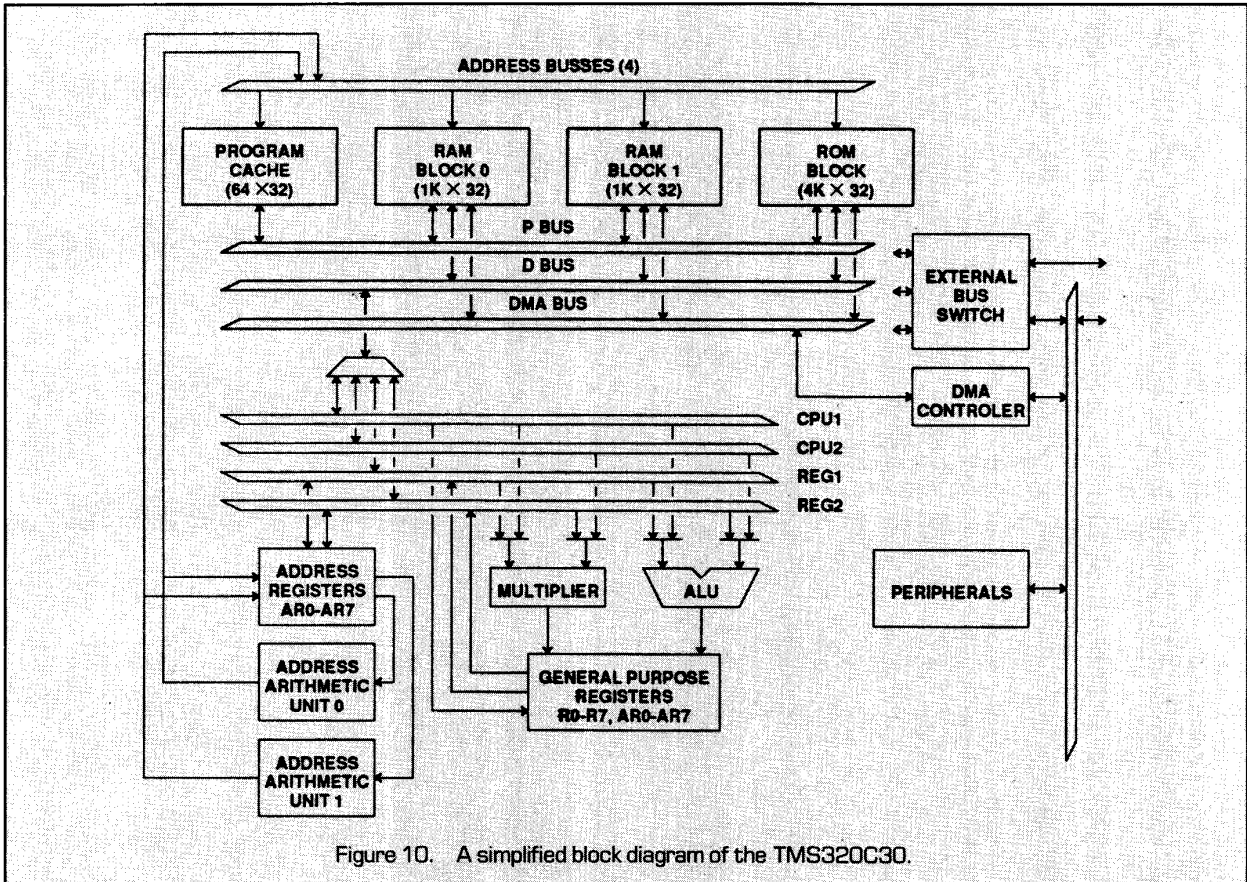 ADDRESS BUSSES (4)
PROGRAM
CACHE
(64 ×32)
RAM
BLOCK 0
(1K × 32)
RAM
BLOCK 1
(1K × 32)
ROM
BLOCK
(4K × 32)
P BUS
D BUS
DMA BUS
EXTERNAL
BUS
SWITCH
DMA
CONTROLER
CPU1
CPU2
REG1
REG2
ADDRESS
REGISTERS
AR0-AR7
MULTIPLIER
ALU
PERIPHERALS
ADDRESS
ARITHMETIC
UNIT 0
GENERAL PURPOSE
REGISTERS
R0-R7, AR0-AR7
ADDRESS
ARITHMETIC
UNIT 1
Figure 10. A simplified block diagram of the TMS320C30.